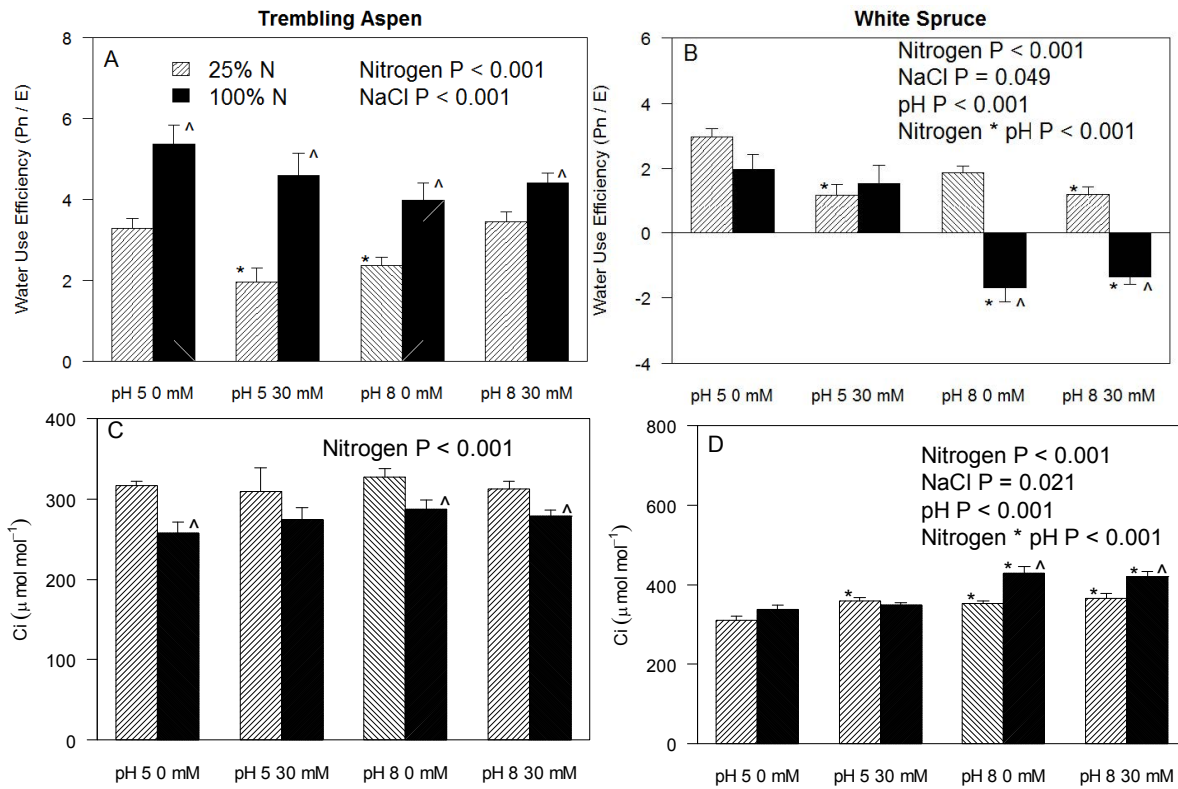 Trembling Aspen
White Spruce
A
25% N
100% N
Nitrogen P < 0.001
NaCl P < 0.001
Water Use Efficiency (Pn / E)
8
6
4
2
0
^
* ^
* ^
^
pH 5 0 mM
pH 5 30 mM
pH 8 0 mM
pH 8 30 mM
B
Nitrogen P < 0.001
NaCl P = 0.049
pH P < 0.001
Nitrogen * pH P < 0.001
Water Use Efficiency (Pn / E)
6
4
2
0
-2
-4
*
* ^
*
* ^
pH 5 0 mM
pH 5 30 mM
pH 8 0 mM
pH 8 30 mM
C
Nitrogen P < 0.001
Ci (μ mol mol⁻¹)
400
300
200
100
0
^
^
^
pH 5 0 mM
pH 5 30 mM
pH 8 0 mM
pH 8 30 mM
D
Nitrogen P < 0.001
NaCl P = 0.021
pH P < 0.001
Nitrogen * pH P < 0.001
Ci (μ mol mol⁻¹)
800
600
400
200
0
*
* * ^
* * ^
pH 5 0 mM
pH 5 30 mM
pH 8 0 mM
pH 8 30 mM